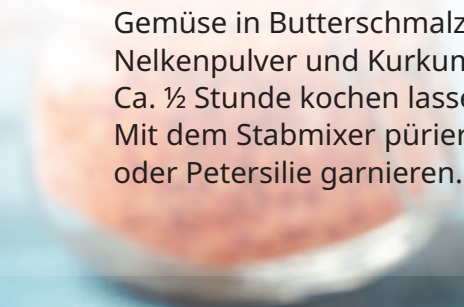 Gemüse in Butterschmalz
Nelkenpulver und Kurkum
Ca. ½ Stunde kochen lasse
Mit dem Stabmixer pürier
oder Petersilie garnieren.